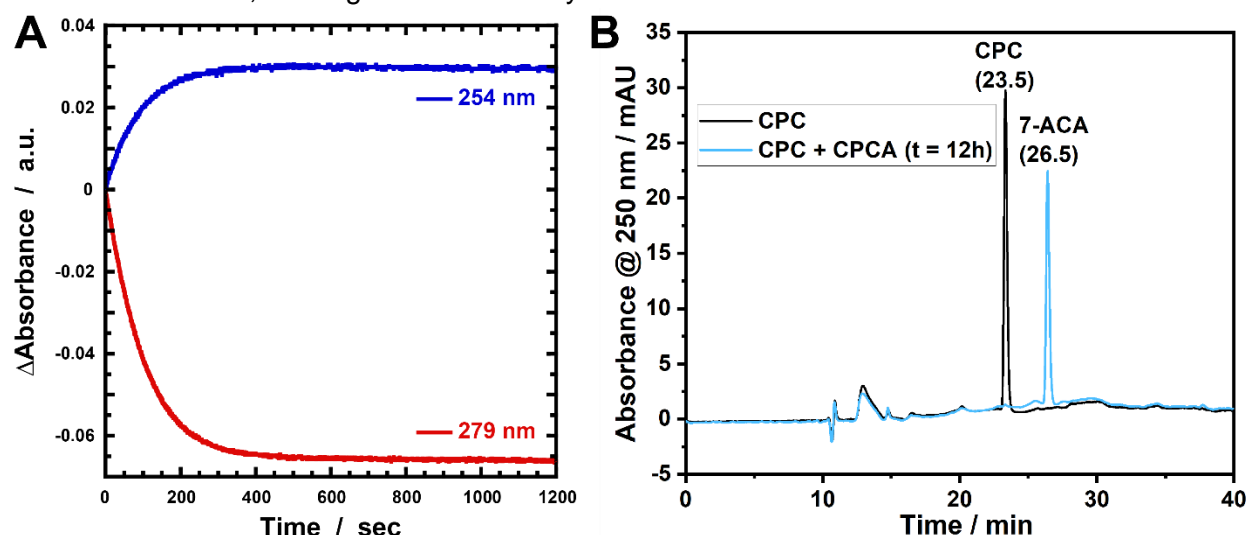 A
0.04
0.02
0
-0.02
-0.04
-0.06
ΔAbsorbance / a.u.
254 nm
279 nm
0 200 400 600 800 1000 1200
Time / sec
B
35
30
25
20
15
10
5
0
-5
Absorbance @ 250 nm / mAU
CPC
(23.5)
7-ACA
(26.5)
CPC
CPC + CPCA (t = 12h)
0 10 20 30 40
Time / min